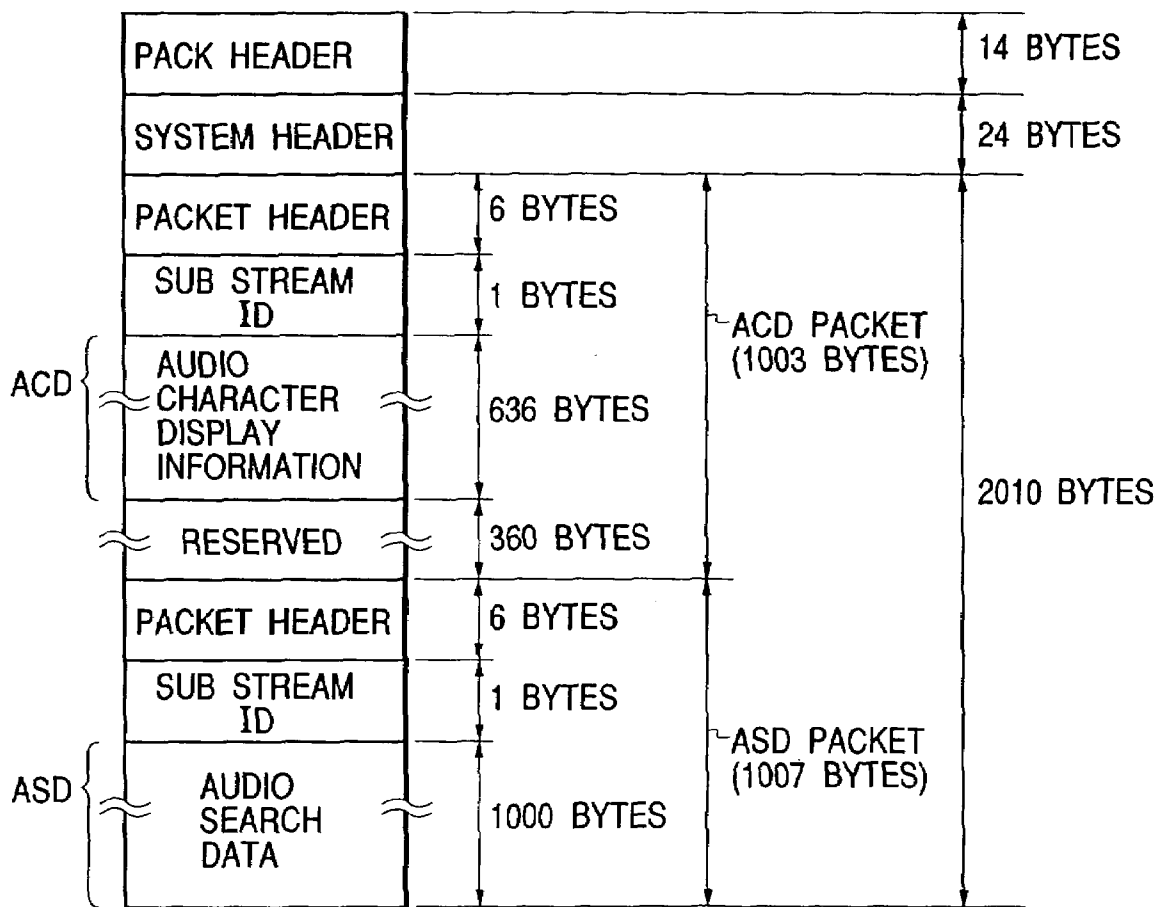 PACK HEADER
14 BYTES
SYSTEM HEADER
24 BYTES
PACKET HEADER
6 BYTES
SUB STREAM
ID
1 BYTES
ACD PACKET
(1003 BYTES)
ACD
AUDIO
CHARACTER
DISPLAY
INFORMATION
636 BYTES
2010 BYTES
RESERVED
360 BYTES
PACKET HEADER
6 BYTES
SUB STREAM
ID
1 BYTES
ASD PACKET
(1007 BYTES)
ASD
AUDIO
SEARCH
DATA
1000 BYTES